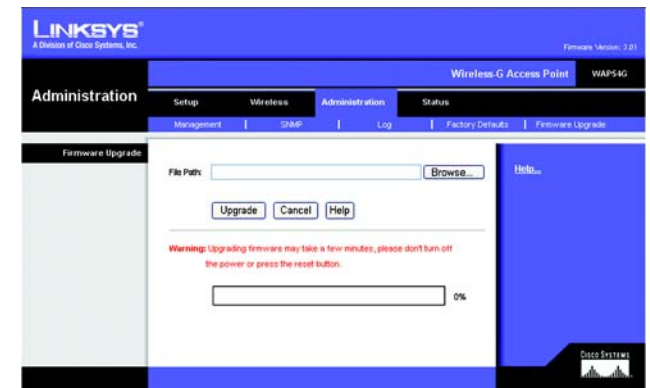 LINKSYS®
A Division of Cisco Systems, Inc.
Firmware Version: 3.01
Wireless-G Access Point WAP54G
Administration
Setup Wireless Administration Status
Management | SNMP | Log | Factory Defaults | Firmware Upgrade
Firmware Upgrade
File Path: Browse...
Help...
Upgrade Cancel Help
Warning: Upgrading firmware may take a few minutes, please don't turn off
the power or press the reset button.
0%
CISCO SYSTEMS